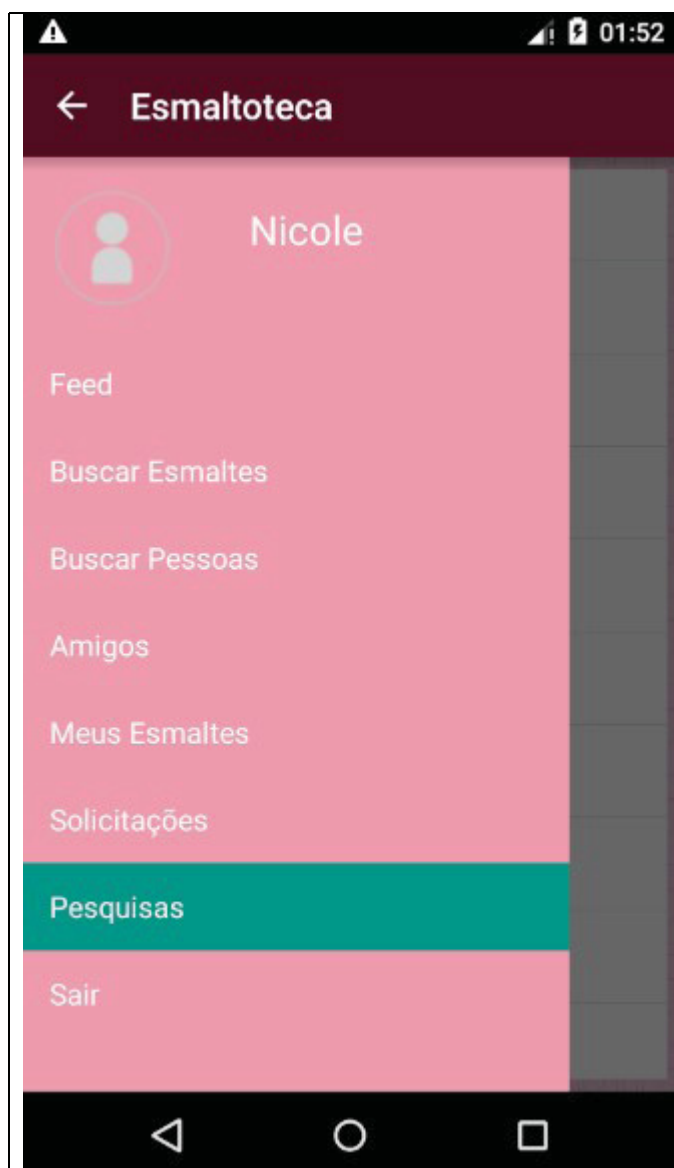 01:52
Esmaltoteca
Nicole
Feed
Buscar Esmaltes
Buscar Pessoas
Amigos
Meus Esmaltes
Solicitações
Pesquisas
Sair